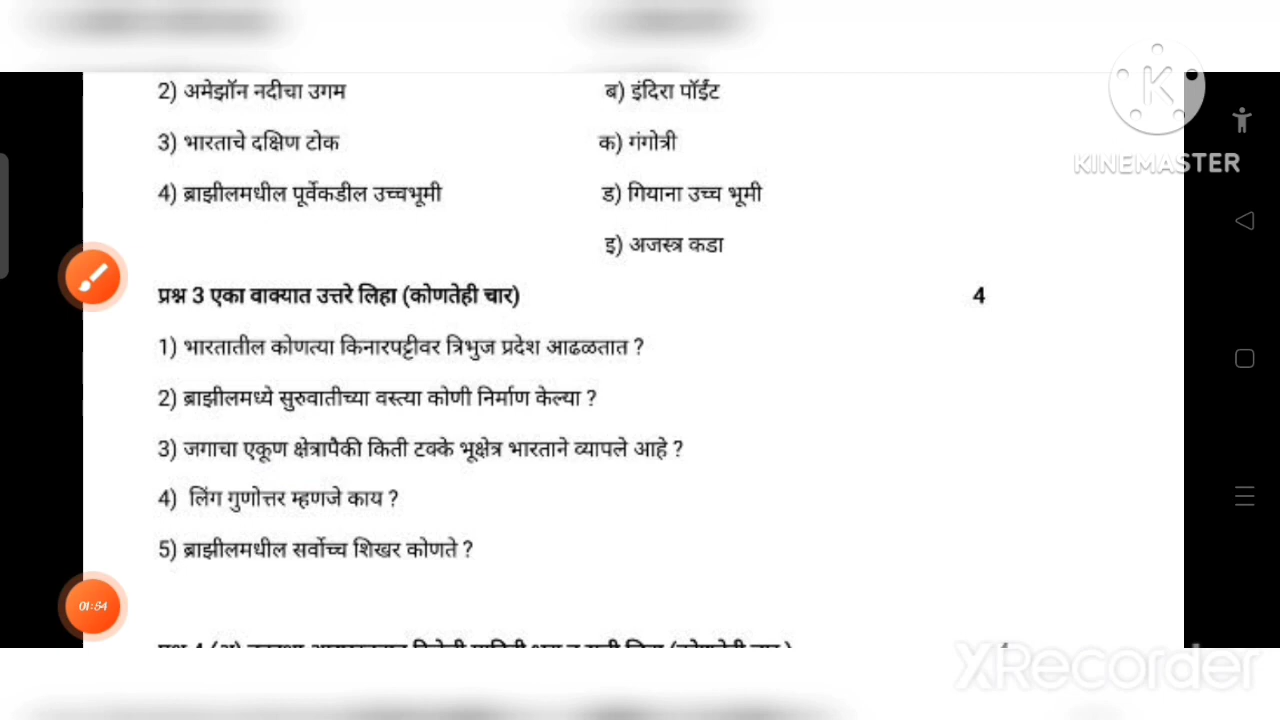 2) अमेझॉन नदीचा उगम ब) इंदिरा पॉईंट
KINEMASTER
3) भारताचे दक्षिण टोक क) गंगोत्री
4) ब्राझीलमधील पूर्वेकडील उच्चभूमी ड) गियाना उच्च भूमी
इ) अजस्त्र कडा
प्रश्न 3 एका वाक्यात उत्तरे लिहा (कोणतेही चार) 4
1) भारतातील कोणत्या किनारपट्टीवर त्रिभुज प्रदेश आढळतात ?
2) ब्राझीलमध्ये सुरुवातीच्या वस्त्या कोणी निर्माण केल्या ?
3) जगाचा एकूण क्षेत्रापैकी किती टक्के भूक्षेत्र भारताने व्यापले आहे ?
4) लिंग गुणोत्तर म्हणजे काय ?
5) ब्राझीलमधील सर्वोच्च शिखर कोणते ?
01:54
XRecorder